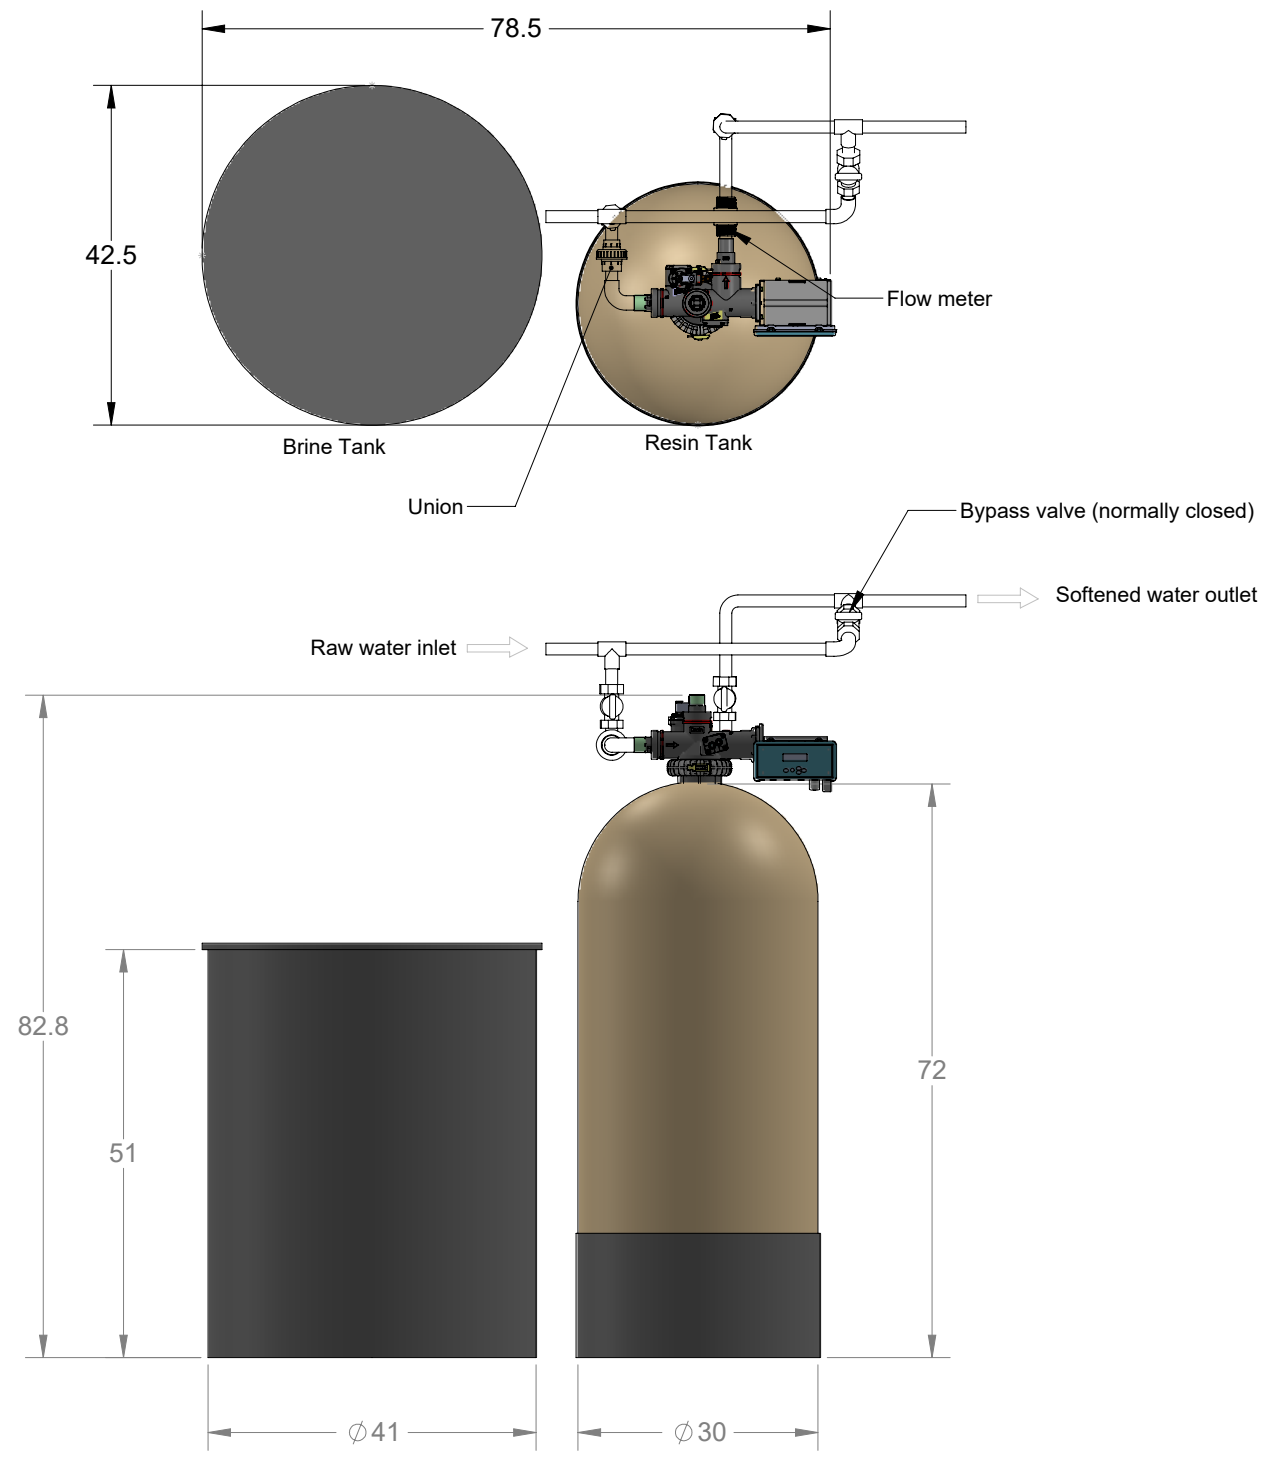 78.5
42.5
Flow meter
Brine Tank
Resin Tank
Union
Bypass valve (normally closed)
Softened water outlet
Raw water inlet
82.8
72
51
∅41
∅30